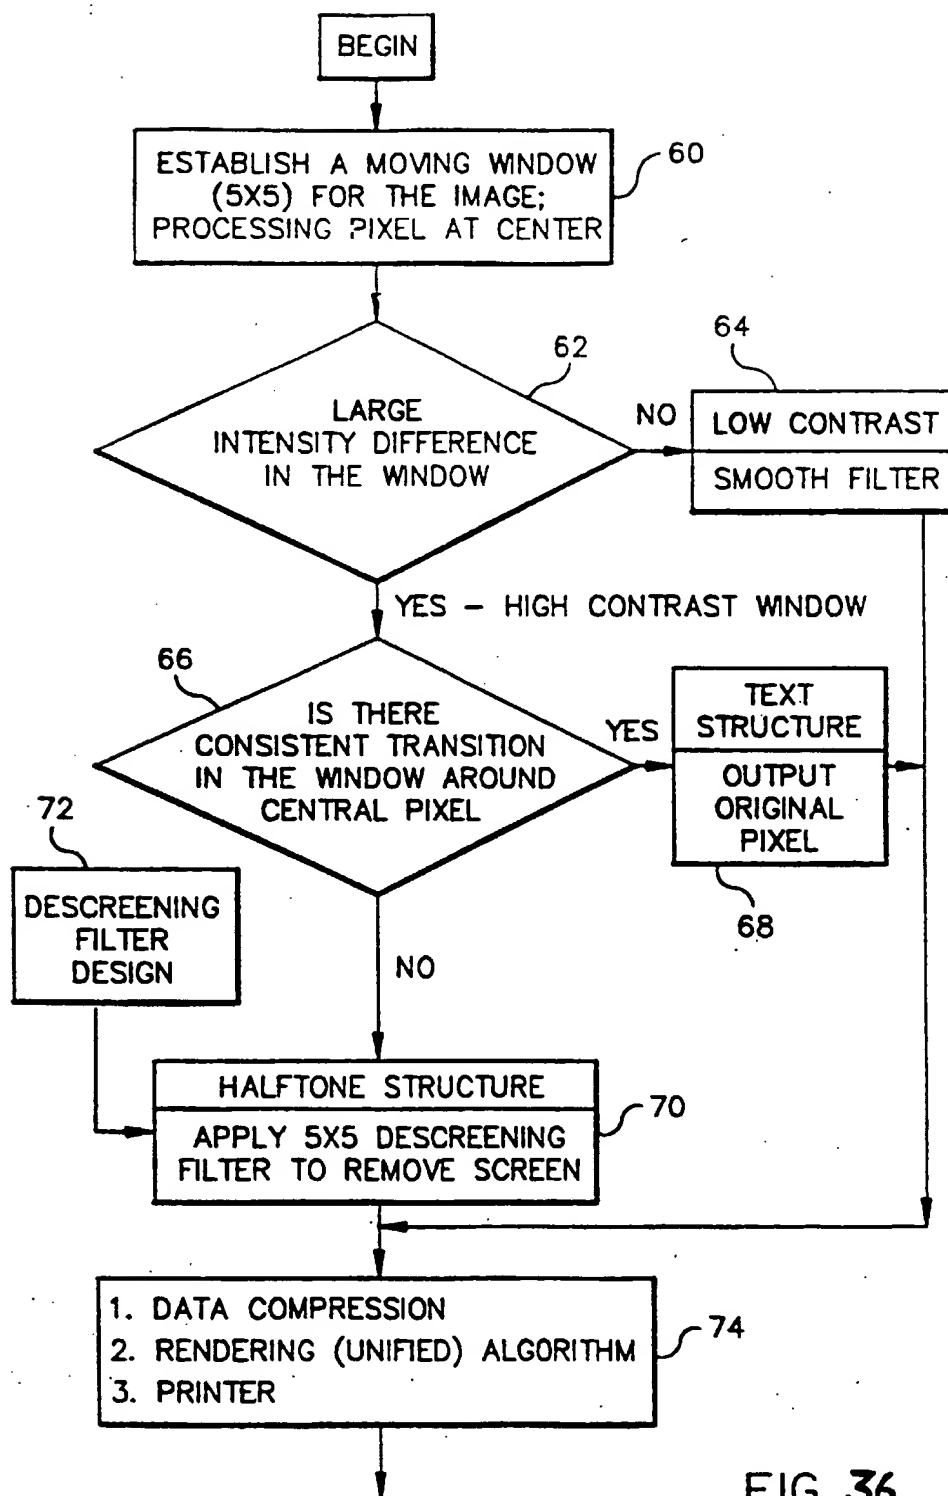 BEGIN
ESTABLISH A MOVING WINDOW
(5X5) FOR THE IMAGE;
PROCESSING PIXEL AT CENTER
60
62
LARGE
INTENSITY DIFFERENCE
IN THE WINDOW
NO
64
LOW CONTRAST
SMOOTH FILTER
YES – HIGH CONTRAST WINDOW
66
IS THERE
CONSISTENT TRANSITION
IN THE WINDOW AROUND
CENTRAL PIXEL
YES
TEXT
STRUCTURE
OUTPUT
ORIGINAL
PIXEL
68
72
DESCREENING
FILTER
DESIGN
NO
HALFTONE STRUCTURE
APPLY 5X5 DESCREENING
FILTER TO REMOVE SCREEN
70
1. DATA COMPRESSION
2. RENDERING (UNIFIED) ALGORITHM
3. PRINTER
74
FIG. 36